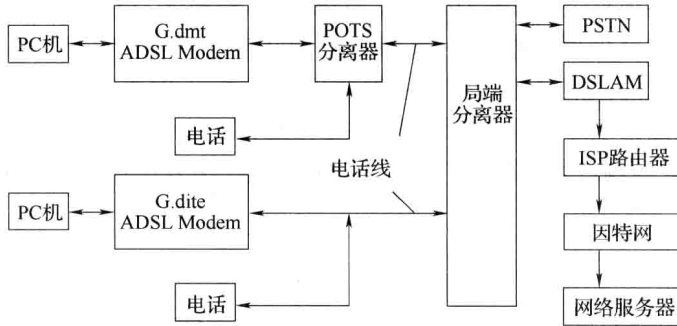 PC机
G.dmt
ADSL Modem
POTS
分离器
局端
分离器
PSTN
DSLAM
电话
ISP路由器
电话线
PC机
G.dite
ADSL Modem
因特网
电话
网络服务器